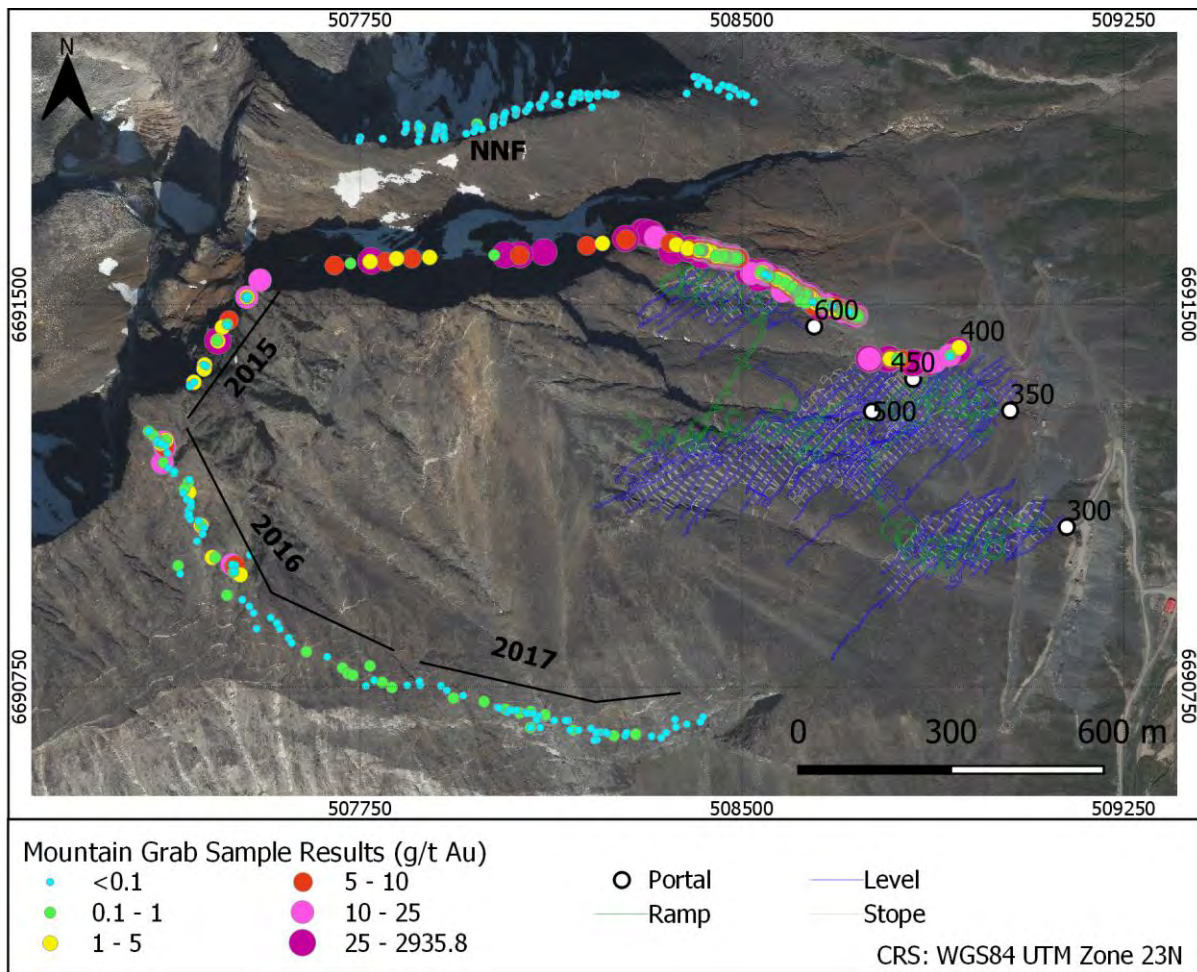 507750 508500 509250
N
NNF
6691500 6691500
600
400
450
2015
500 350
300
2016
2017
6690750 6690750
0 300 600 m
507750 508500 509250
Mountain Grab Sample Results (g/t Au)
<0.1 5 - 10 Portal Level
0.1 - 1 10 - 25 Ramp Stope
1 - 5 25 - 2935.8
CRS: WGS84 UTM Zone 23N